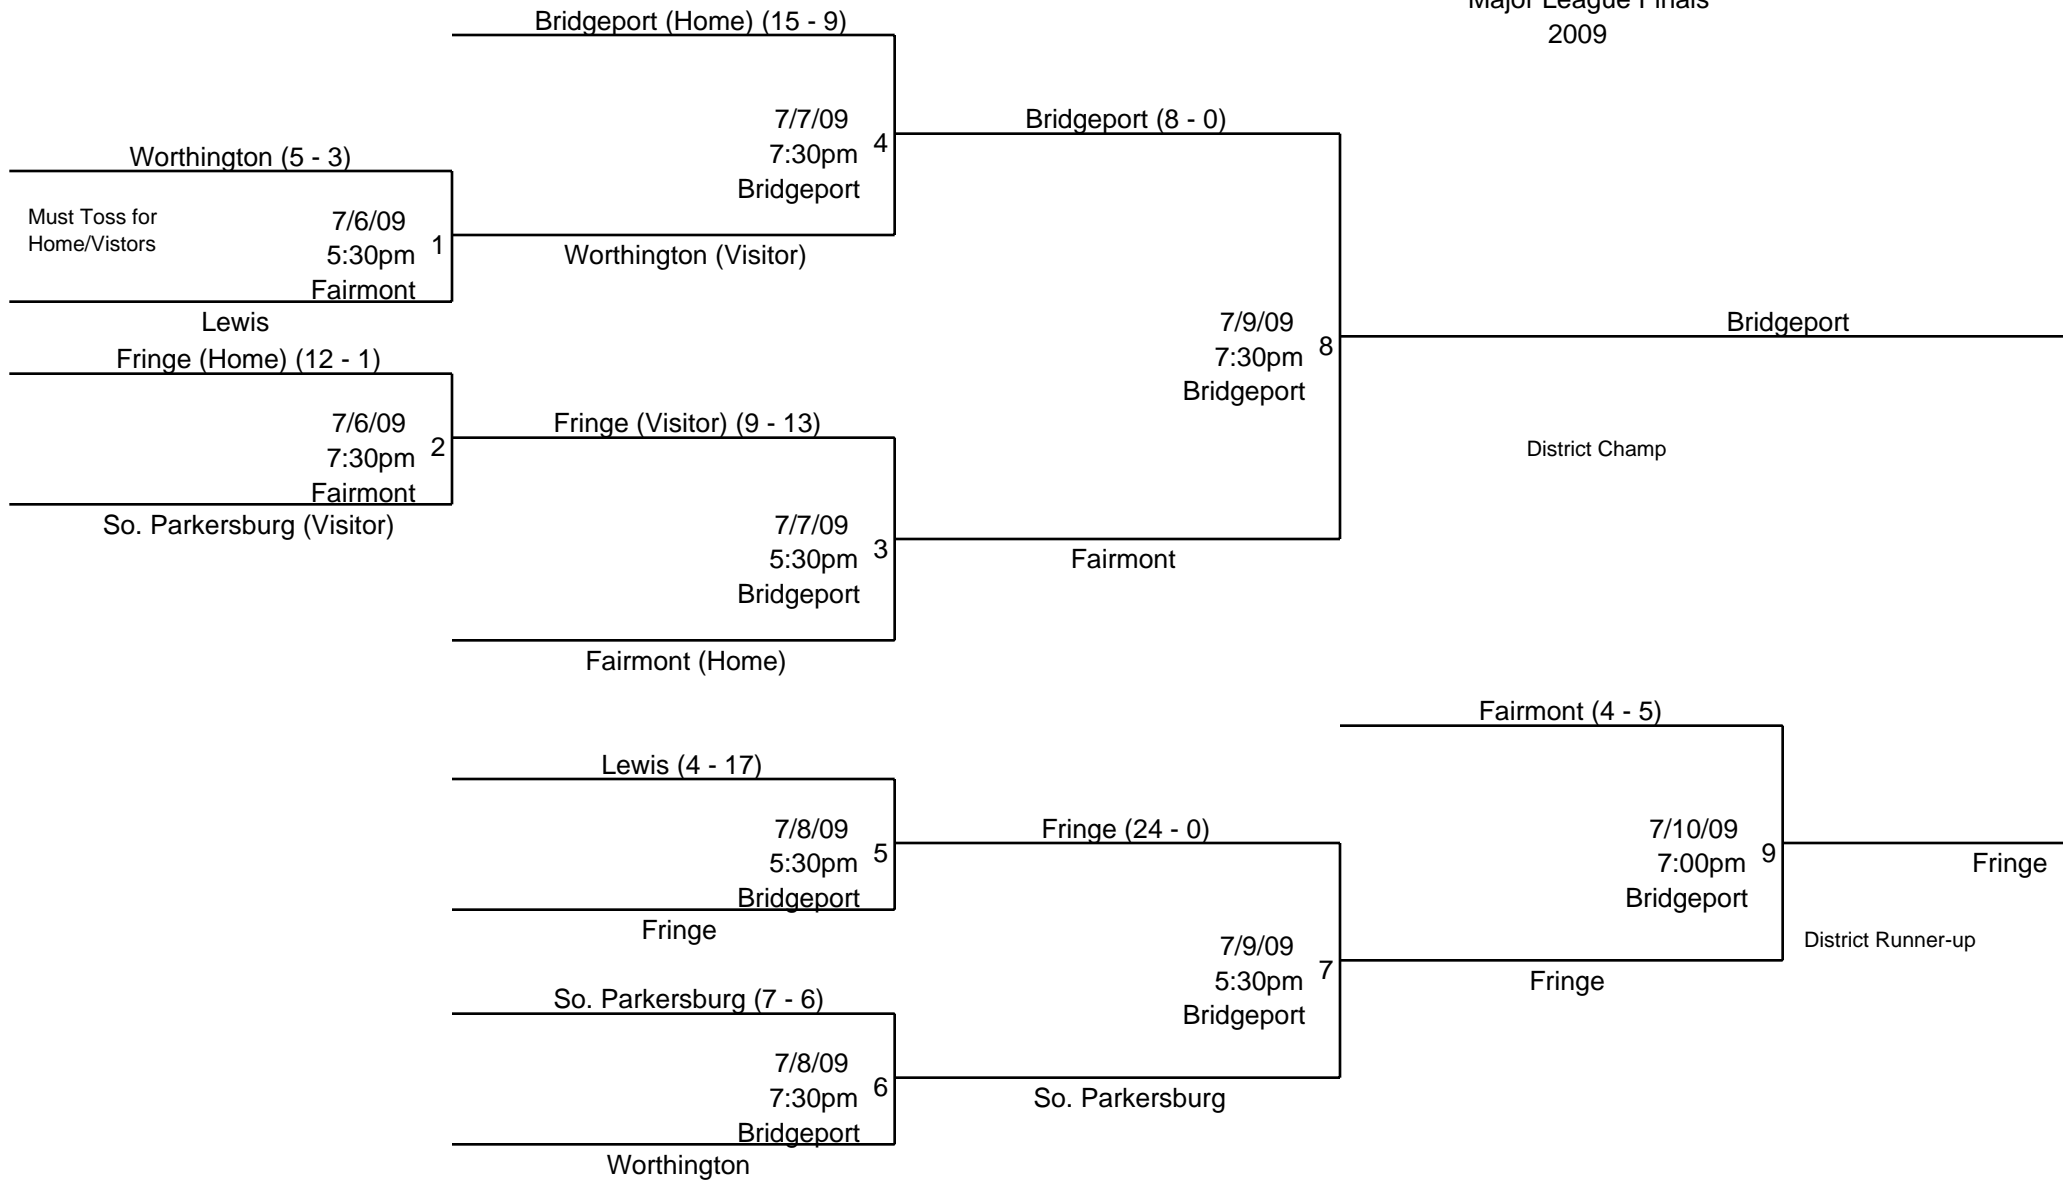 Major League Finals
2009
Bridgeport (Home) (15 - 9)
7/7/09
7:30pm
4
Bridgeport
Bridgeport (8 - 0)
Worthington (5 - 3)
Must Toss for
Home/Vistors
7/6/09
5:30pm
1
Fairmont
Worthington (Visitor)
Lewis
Fringe (Home) (12 - 1)
7/6/09
7:30pm
2
Fairmont
So. Parkersburg (Visitor)
Fringe (Visitor) (9 - 13)
7/7/09
5:30pm
3
Bridgeport
Fairmont (Home)
Fairmont
7/9/09
7:30pm
8
Bridgeport
Bridgeport
District Champ
Lewis (4 - 17)
7/8/09
5:30pm
5
Bridgeport
Fringe
Fringe (24 - 0)
So. Parkersburg (7 - 6)
7/8/09
7:30pm
6
Bridgeport
Worthington
7/9/09
5:30pm
7
Bridgeport
So. Parkersburg
Fairmont (4 - 5)
7/10/09
7:00pm
9
Bridgeport
Fringe
Fringe
District Runner-up